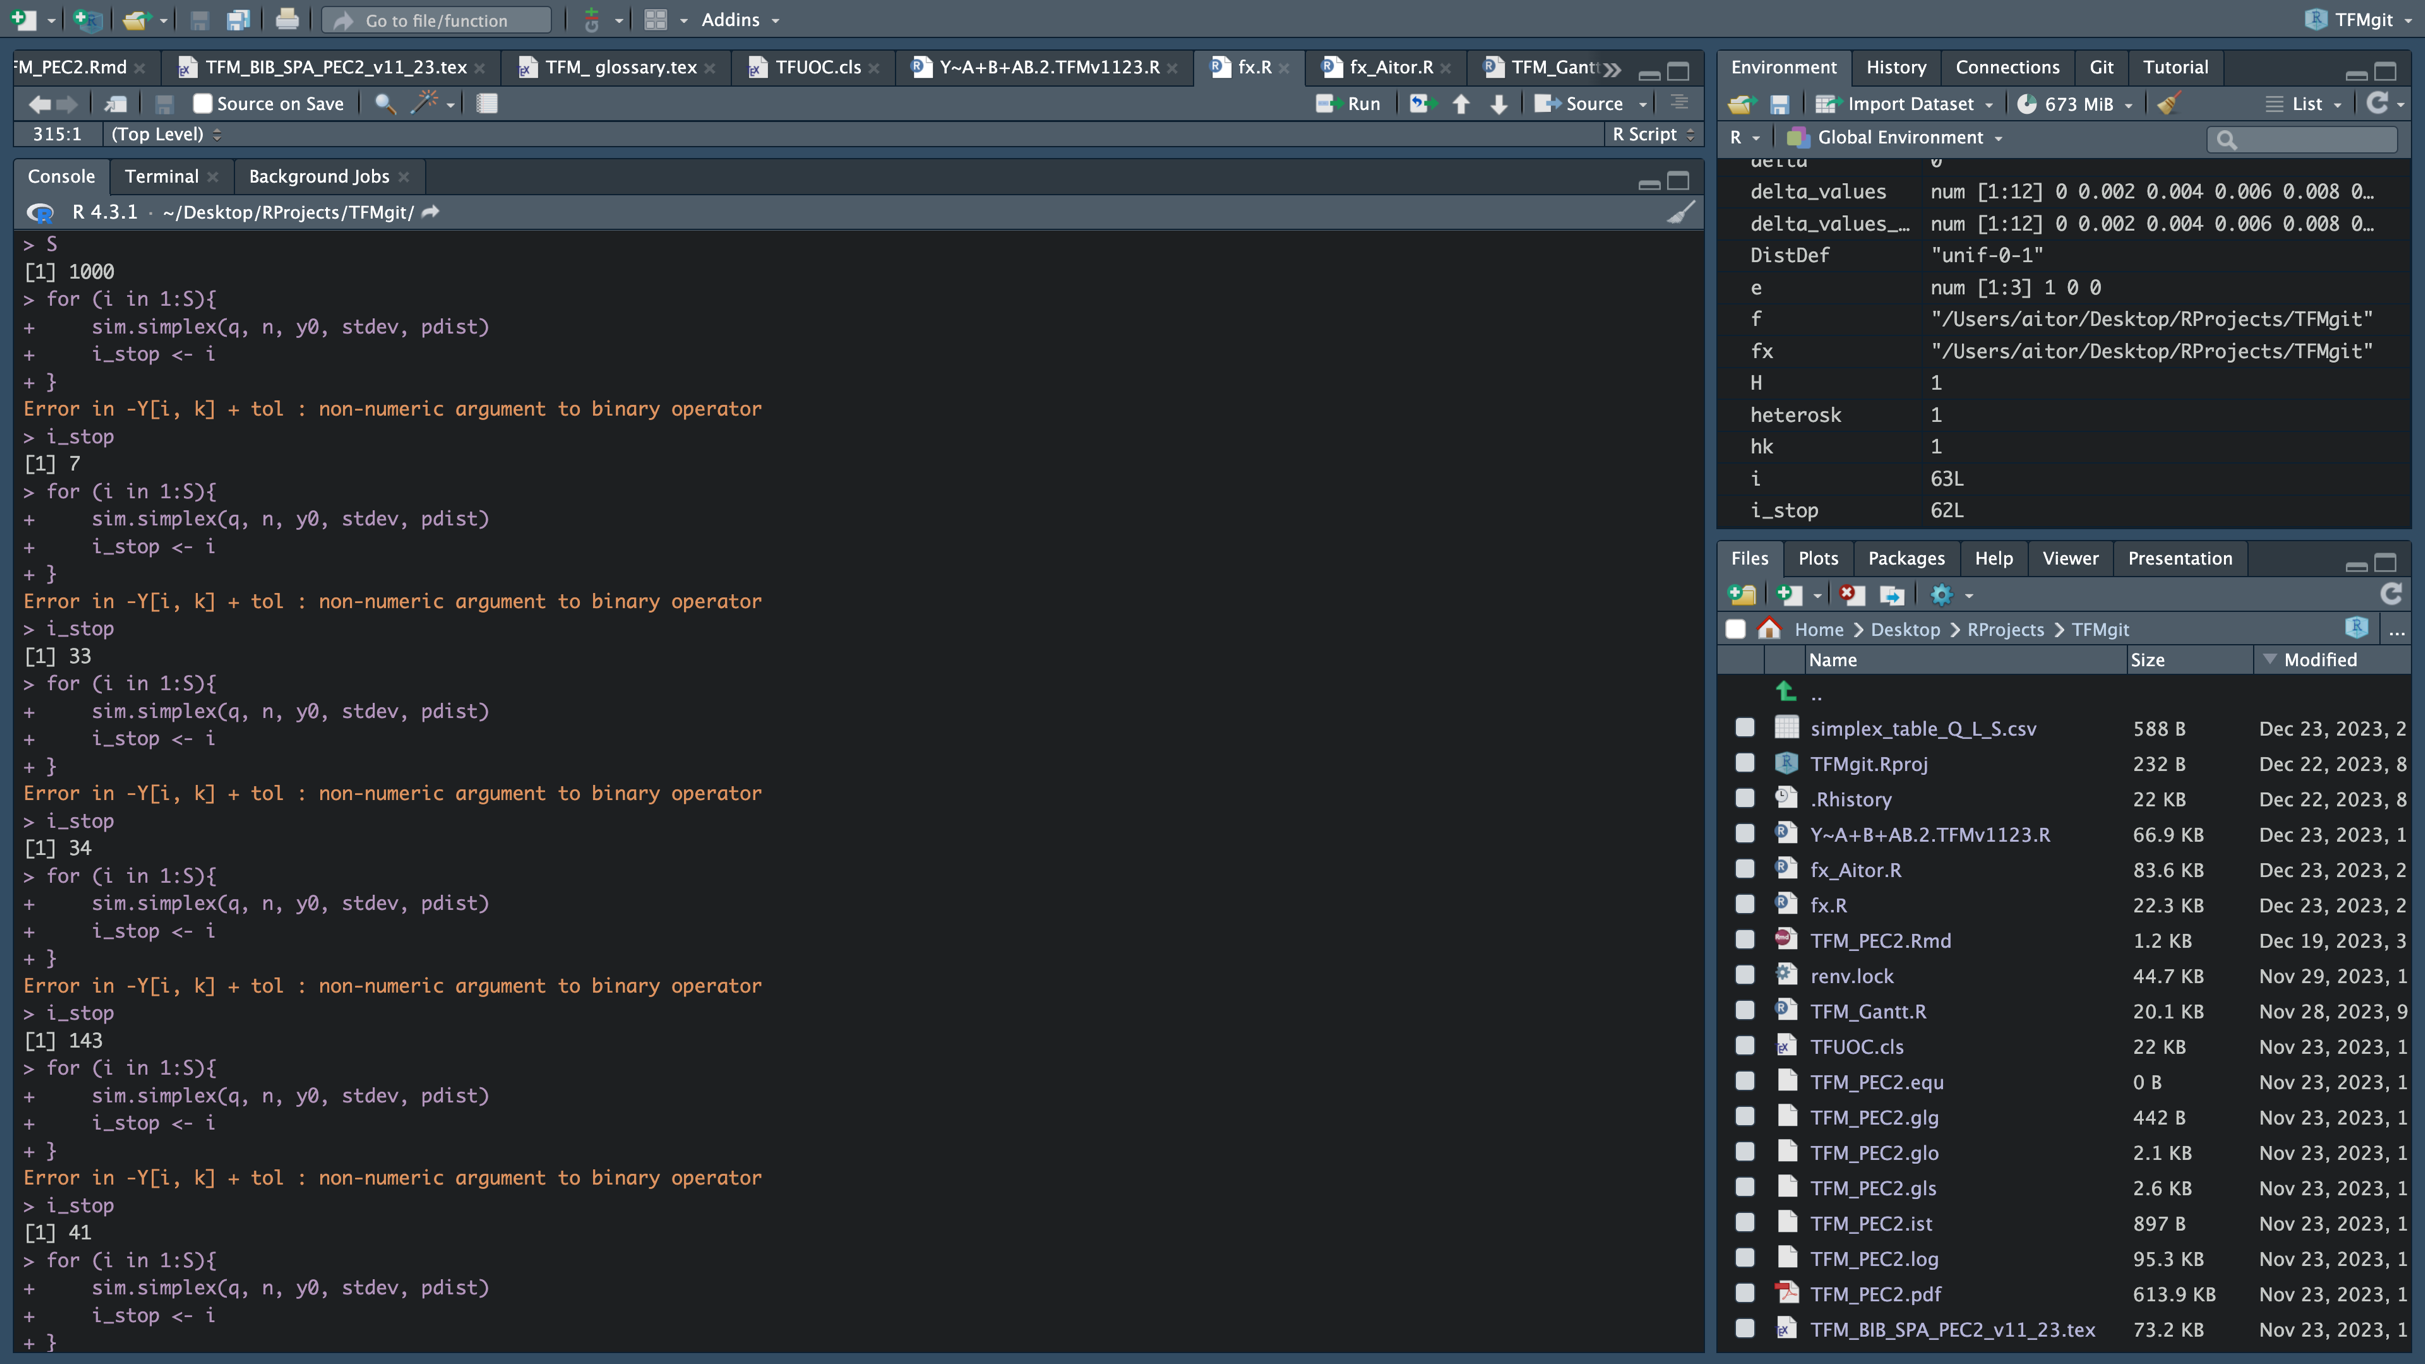 Go to file/function
Addins
TFMgit
FM_PEC2.Rmd
TFM_BIB_SPA_PEC2_v11_23.tex
TFM_ glossary.tex
TFUOC.cls
Y~A+B+AB.2.TFMv1123.R
fx.R
fx_Aitor.R
TFM_Gantt
Source on Save
Run
Source
315:1
(Top Level)
R Script
Console
Terminal
Background Jobs
R 4.3.1 · ~/Desktop/RProjects/TFMgit/
> S
[1] 1000
> for (i in 1:S){
+     sim.simplex(q, n, y0, stdev, pdist)
+     i_stop <- i
+ }
Error in -Y[i, k] + tol : non-numeric argument to binary operator
> i_stop
[1] 7
> for (i in 1:S){
+     sim.simplex(q, n, y0, stdev, pdist)
+     i_stop <- i
+ }
Error in -Y[i, k] + tol : non-numeric argument to binary operator
> i_stop
[1] 33
> for (i in 1:S){
+     sim.simplex(q, n, y0, stdev, pdist)
+     i_stop <- i
+ }
Error in -Y[i, k] + tol : non-numeric argument to binary operator
> i_stop
[1] 34
> for (i in 1:S){
+     sim.simplex(q, n, y0, stdev, pdist)
+     i_stop <- i
+ }
Error in -Y[i, k] + tol : non-numeric argument to binary operator
> i_stop
[1] 143
> for (i in 1:S){
+     sim.simplex(q, n, y0, stdev, pdist)
+     i_stop <- i
+ }
Error in -Y[i, k] + tol : non-numeric argument to binary operator
> i_stop
[1] 41
> for (i in 1:S){
+     sim.simplex(q, n, y0, stdev, pdist)
+     i_stop <- i
+ }
Environment
History
Connections
Git
Tutorial
Import Dataset
673 MiB
List
R
Global Environment
delta 0
delta_values num [1:12] 0 0.002 0.004 0.006 0.008 0…
delta_values_… num [1:12] 0 0.002 0.004 0.006 0.008 0…
DistDef "unif-0-1"
e num [1:3] 1 0 0
f "/Users/aitor/Desktop/RProjects/TFMgit"
fx "/Users/aitor/Desktop/RProjects/TFMgit"
H 1
heterosk 1
hk 1
i 63L
i_stop 62L
Files
Plots
Packages
Help
Viewer
Presentation
Home > Desktop > RProjects > TFMgit ...
Name Size Modified
..
simplex_table_Q_L_S.csv 588 B Dec 23, 2023, 2
TFMgit.Rproj 232 B Dec 22, 2023, 8
.Rhistory 22 KB Dec 22, 2023, 8
Y~A+B+AB.2.TFMv1123.R 66.9 KB Dec 23, 2023, 1
fx_Aitor.R 83.6 KB Dec 23, 2023, 2
fx.R 22.3 KB Dec 23, 2023, 2
TFM_PEC2.Rmd 1.2 KB Dec 19, 2023, 3
renv.lock 44.7 KB Nov 29, 2023, 1
TFM_Gantt.R 20.1 KB Nov 28, 2023, 9
TFUOC.cls 22 KB Nov 23, 2023, 1
TFM_PEC2.equ 0 B Nov 23, 2023, 1
TFM_PEC2.glg 442 B Nov 23, 2023, 1
TFM_PEC2.glo 2.1 KB Nov 23, 2023, 1
TFM_PEC2.gls 2.6 KB Nov 23, 2023, 1
TFM_PEC2.ist 897 B Nov 23, 2023, 1
TFM_PEC2.log 95.3 KB Nov 23, 2023, 1
TFM_PEC2.pdf 613.9 KB Nov 23, 2023, 1
TFM_BIB_SPA_PEC2_v11_23.tex 73.2 KB Nov 23, 2023, 1